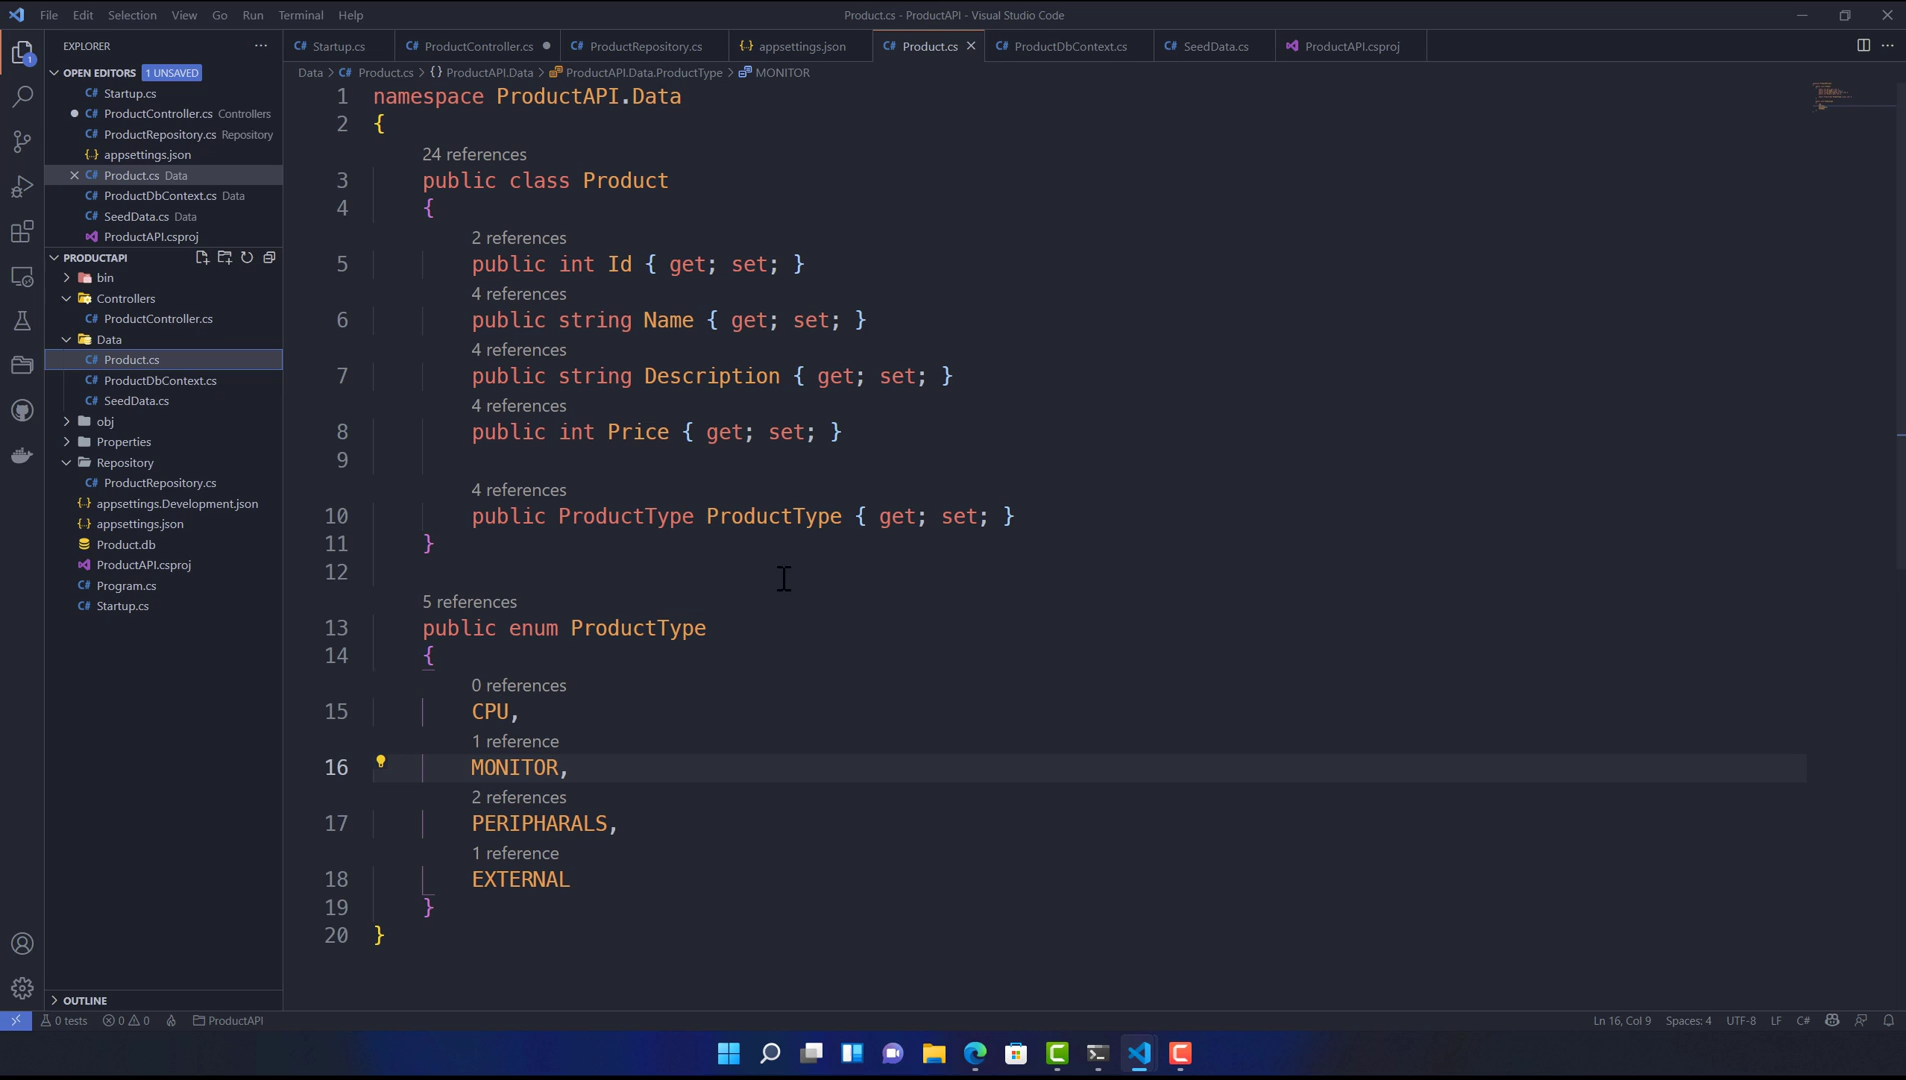 File Edit Selection View Go Run Terminal Help
Product.cs - ProductAPI - Visual Studio Code
EXPLORER
OPEN EDITORS 1 UNSAVED
Startup.cs
ProductController.cs Controllers
ProductRepository.cs Repository
appsettings.json
Product.cs Data
ProductDbContext.cs Data
SeedData.cs Data
ProductAPI.csproj
PRODUCTAPI
bin
Controllers
ProductController.cs
Data
Product.cs
ProductDbContext.cs
SeedData.cs
obj
Properties
Repository
ProductRepository.cs
appsettings.Development.json
appsettings.json
Product.db
ProductAPI.csproj
Program.cs
Startup.cs
OUTLINE
Startup.cs ProductController.cs ProductRepository.cs appsettings.json Product.cs ProductDbContext.cs SeedData.cs ProductAPI.csproj
Data > Product.cs > {} ProductAPI.Data > ProductAPI.Data.ProductType > MONITOR
1 namespace ProductAPI.Data
2 {
24 references
3 public class Product
4 {
2 references
5 public int Id { get; set; }
4 references
6 public string Name { get; set; }
4 references
7 public string Description { get; set; }
4 references
8 public int Price { get; set; }
9
4 references
10 public ProductType ProductType { get; set; }
11 }
12
5 references
13 public enum ProductType
14 {
0 references
15 CPU,
1 reference
16 MONITOR,
2 references
17 PERIPHARALS,
1 reference
18 EXTERNAL
19 }
20 }
0 tests 0 0 ProductAPI
Ln 16, Col 9 Spaces: 4 UTF-8 LF C#